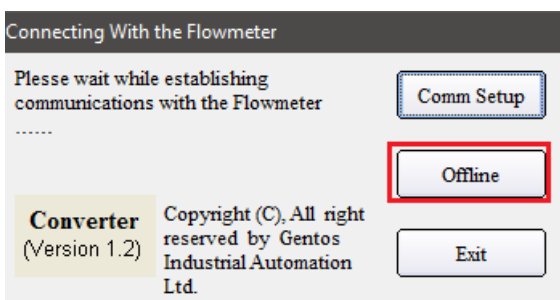 Connecting With the Flowmeter
Plesse wait while establishing
communications with the Flowmeter
......
Comm Setup
Offline
Converter
(Version 1.2)
Copyright (C), All right
reserved by Gentos
Industrial Automation
Ltd.
Exit